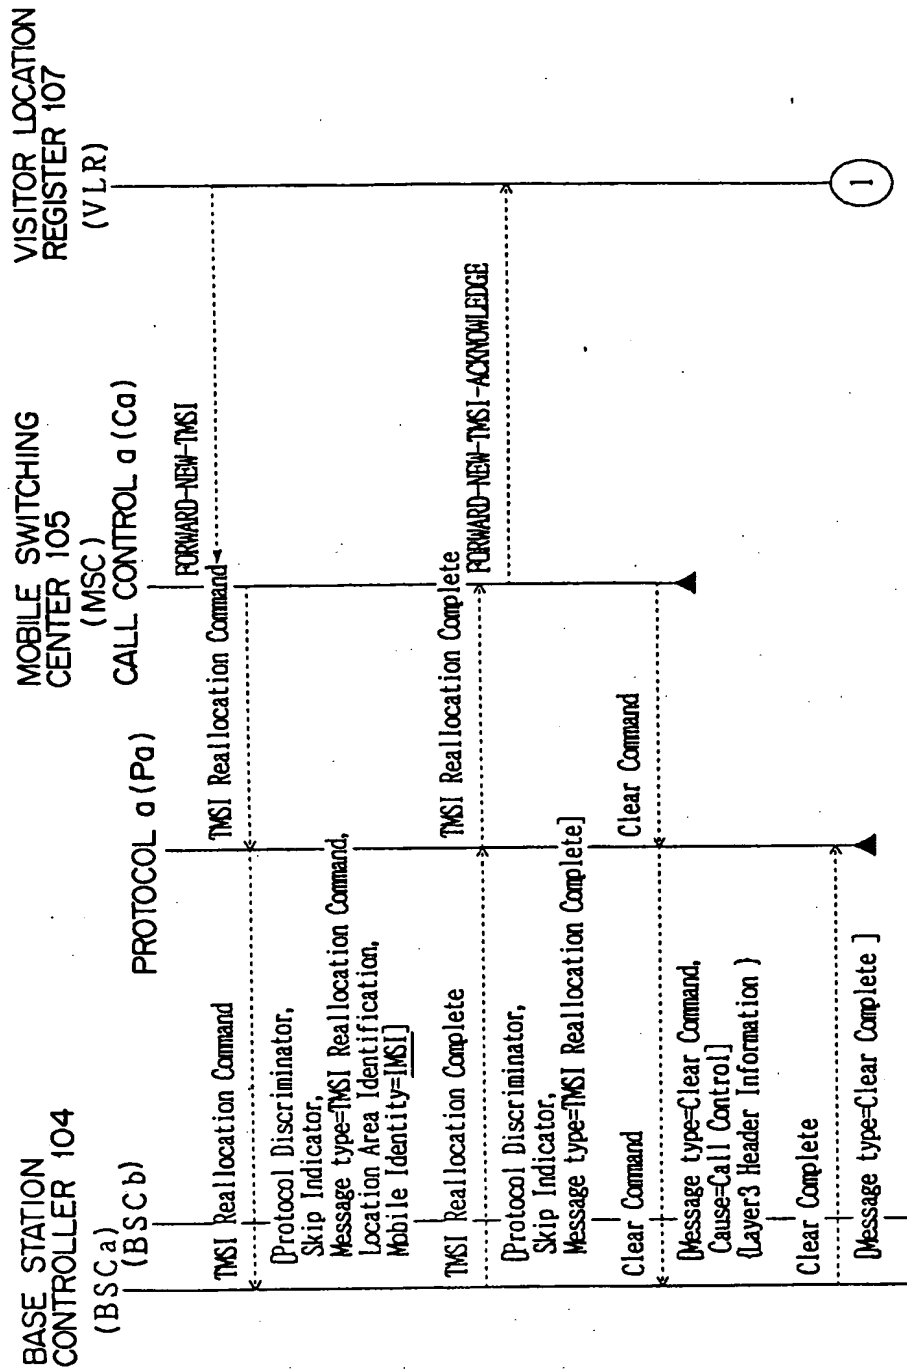 BASE STATION
CONTROLLER 104
(BSCa)
(BSCb)
PROTOCOL a (Pa)
MOBILE SWITCHING
CENTER 105
(MSC)
CALL CONTROL a (Ca)
VISITOR LOCATION
REGISTER 107
(VLR)
FORWARD-NEW-TMSI
TMSI Reallocation Command
TMSI Reallocation Command
[Protocol Discriminator,
Skip Indicator,
Message type=TMSI Reallocation Command,
Location Area Identification,
Mobile Identity=IMSI]
TMSI Reallocation Complete
TMSI Reallocation Complete
FORWARD-NEW-TMSI-ACKNOWLEDGE
[Protocol Discriminator,
Skip Indicator,
Message type=TMSI Reallocation Complete]
Clear Command
Clear Command
[Message type=Clear Command,
Cause=Call Control]
{Layer3 Header Information }
Clear Complete
[Message type=Clear Complete ]
1